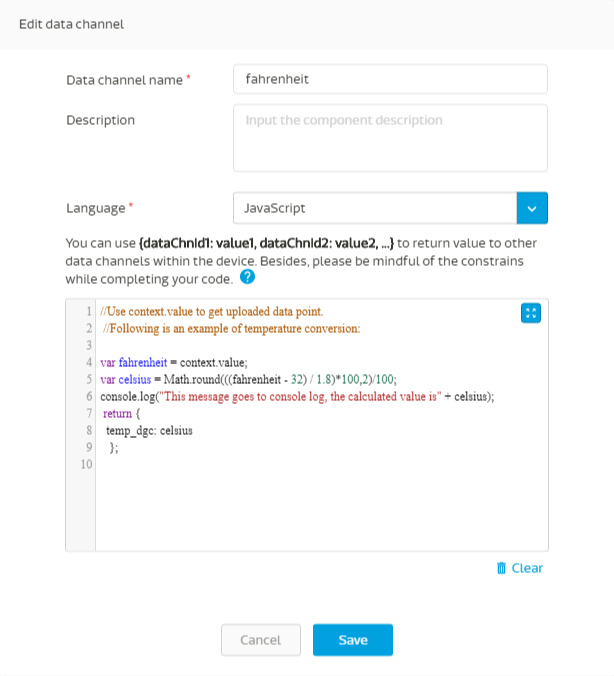 Edit data channel
Data channel name *
fahrenheit
Description
Input the component description
Language *
JavaScript
You can use {dataChnId1: value1, dataChnId2: value2, ...} to return value to other
data channels within the device. Besides, please be mindful of the constrains
while completing your code. ?
1 //Use context.value to get uploaded data point.
2 //Following is an example of temperature conversion:
3
4 var fahrenheit = context.value;
5 var celsius = Math.round(((fahrenheit - 32) / 1.8)*100,2)/100;
6 console.log("This message goes to console log, the calculated value is" + celsius);
7 return {
8 temp_dgc: celsius
9 };
10
Clear
Cancel
Save